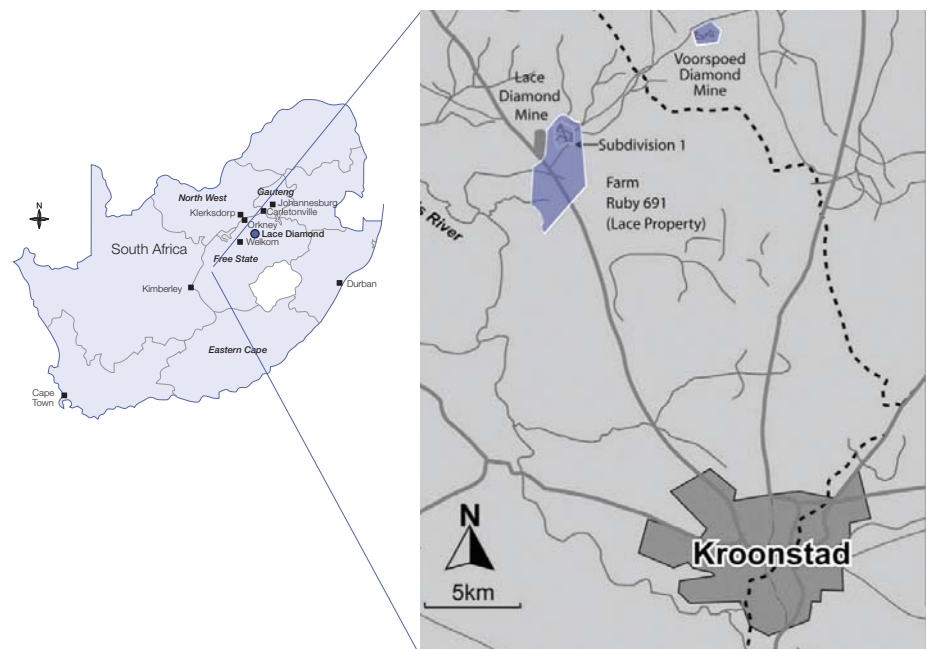 N
North West
Gauteng
Johannesburg
Klerksdorp
Carletonville
Orkney
Lace Diamond
South Africa
Welkom
Free State
Kimberley
Durban
Eastern Cape
Cape
Town
Voorspoed
Diamond
Mine
Lace
Diamond
Mine
Subdivision 1
Farm
Ruby 691
(Lace Property)
River
N
5km
Kroonstad